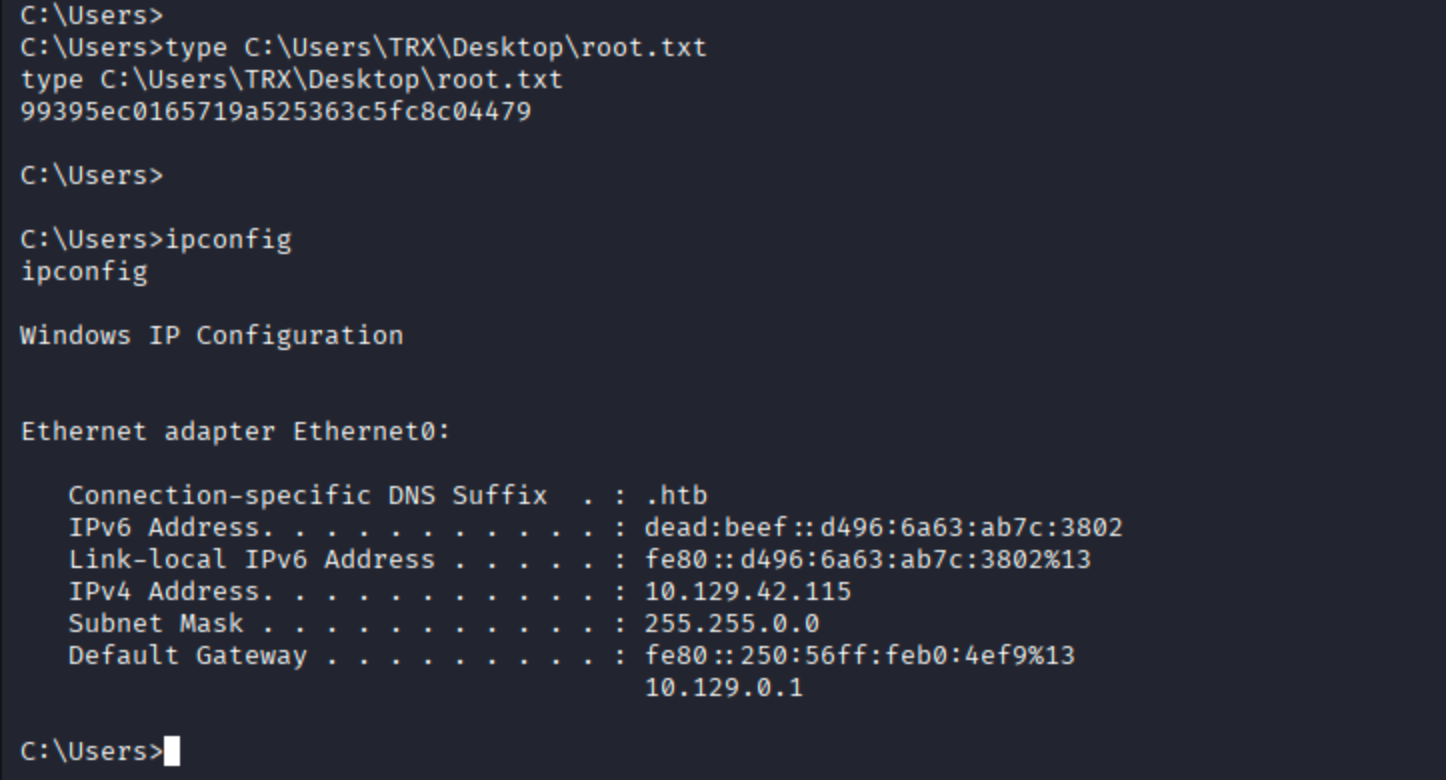 C:\Users>
C:\Users>type C:\Users\TRX\Desktop\root.txt
type C:\Users\TRX\Desktop\root.txt
99395ec0165719a525363c5fc8c04479
C:\Users>
C:\Users>ipconfig
ipconfig
Windows IP Configuration
Ethernet adapter Ethernet0:
Connection-specific DNS Suffix  . : .htb
IPv6 Address. . . . . . . . . . . : dead:beef::d496:6a63:ab7c:3802
Link-local IPv6 Address . . . . . : fe80::d496:6a63:ab7c:3802%13
IPv4 Address. . . . . . . . . . . : 10.129.42.115
Subnet Mask . . . . . . . . . . . : 255.255.0.0
Default Gateway . . . . . . . . . : fe80::250:56ff:feb0:4ef9%13
10.129.0.1
C:\Users>